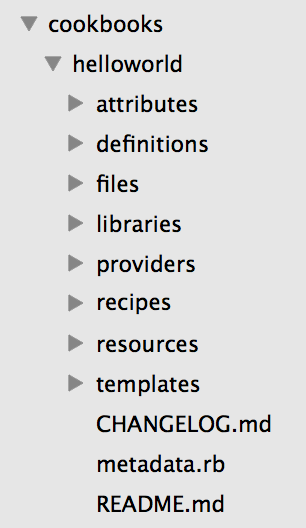 cookbooks
helloworld
attributes
definitions
files
libraries
providers
recipes
resources
templates
CHANGELOG.md
metadata.rb
README.md